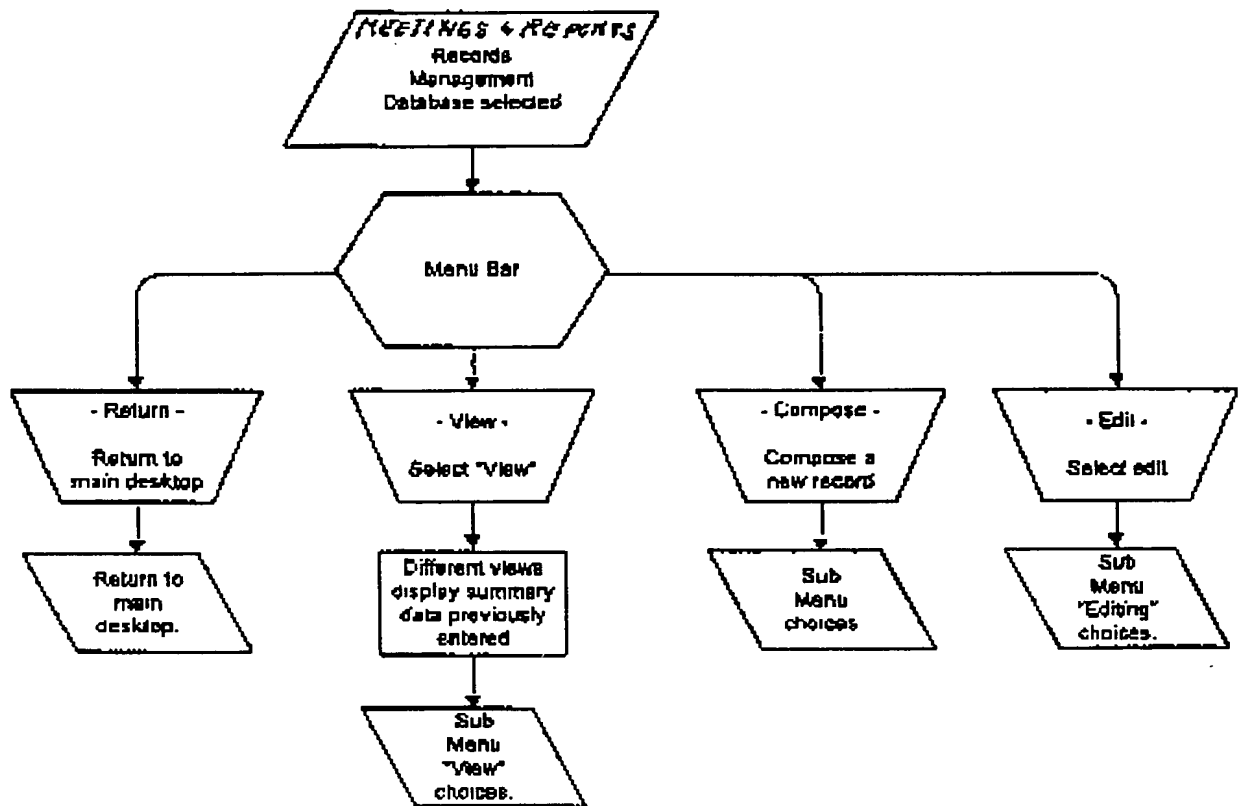 MEETINGS & REPORTS
Records
Management
Database selected
Menu Bar
- Return -
Return to
main desktop
- View -
Select "View"
- Compose -
Compose a
new record
- Edit -
Select edit
Return to
main
desktop.
Different views
display summary
data previously
entered
Sub
Menu
choices
Sub
Menu
"Editing"
choices.
Sub
Menu
"View"
choices.